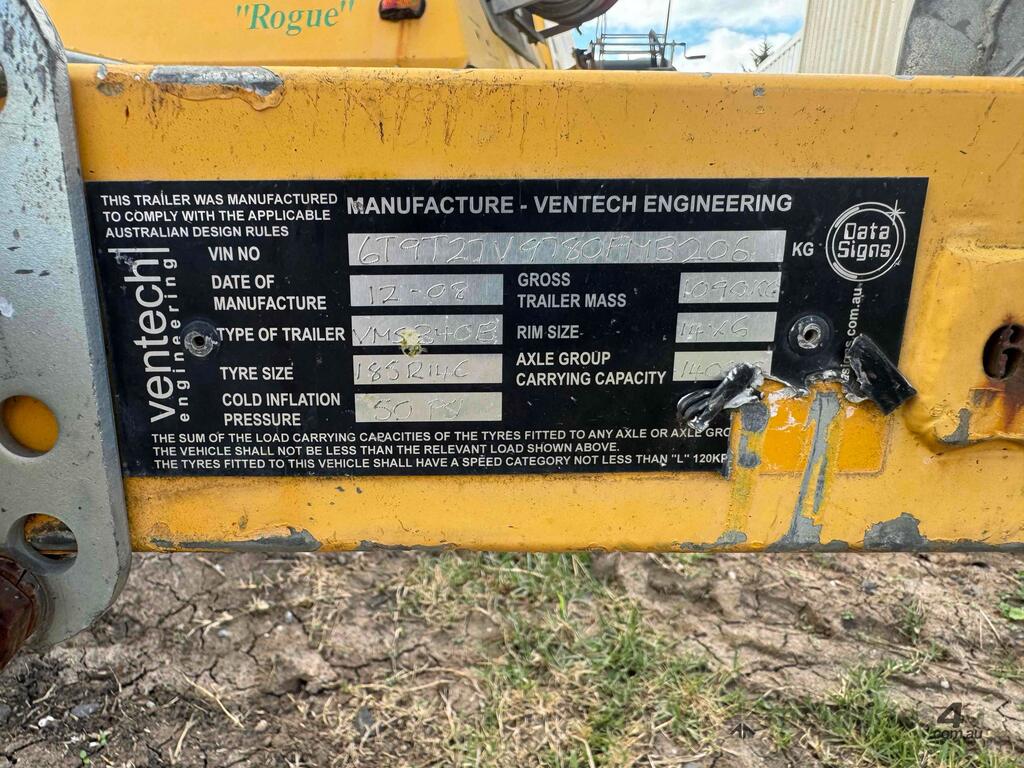 "Rogue"
THIS TRAILER WAS MANUFACTURED
TO COMPLY WITH THE APPLICABLE
AUSTRALIAN DESIGN RULES
MANUFACTURE - VENTECH ENGINEERING
VIN NO
KG
Data
Signs
DATE OF
MANUFACTURE
12-08
GROSS
TRAILER MASS
1090KG
ventech
engineering
TYPE OF TRAILER
RIM SIZE
14X6
TYRE SIZE
185R14C
AXLE GROUP
CARRYING CAPACITY
COLD INFLATION
PRESSURE
50 PSI
.com.au
THE SUM OF THE LOAD CARRYING CAPACITIES OF THE TYRES FITTED TO ANY AXLE OR AXLE GRO
THE VEHICLE SHALL NOT BE LESS THAN THE RELEVANT LOAD SHOWN ABOVE.
THE TYRES FITTED TO THIS VEHICLE SHALL HAVE A SPEED CATEGORY NOT LESS THAN "L" 120KP
4
.com.au